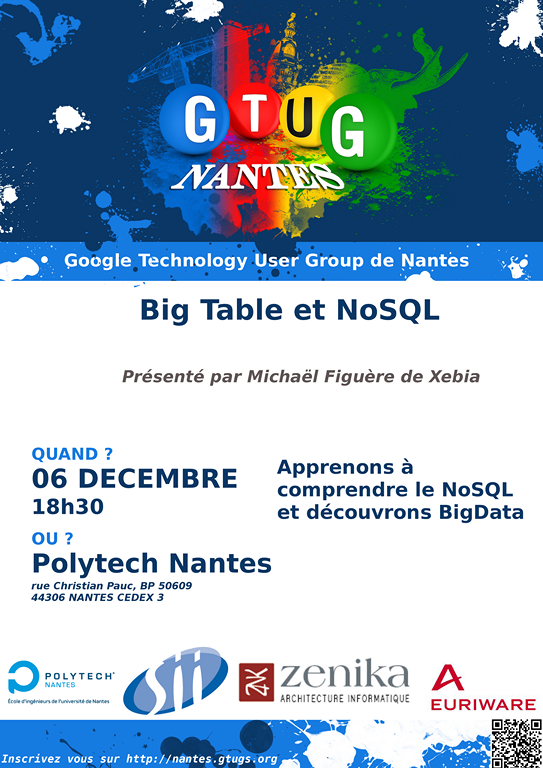 GTUG
NANTES
Google Technology User Group de Nantes
Big Table et NoSQL
Présenté par Michaël Figuère de Xebia
QUAND ?
06 DECEMBRE
18h30
OU ?
Polytech Nantes
rue Christian Pauc, BP 50609
44306 NANTES CEDEX 3
Apprenons à
comprendre le NoSQL
et découvrons BigData
POLYTECH®
NANTES
École d'ingénieurs de l'université de Nantes
sii
zenika
ARCHITECTURE INFORMATIQUE
EURIWARE
Inscrivez vous sur http://nantes.gtugs.org